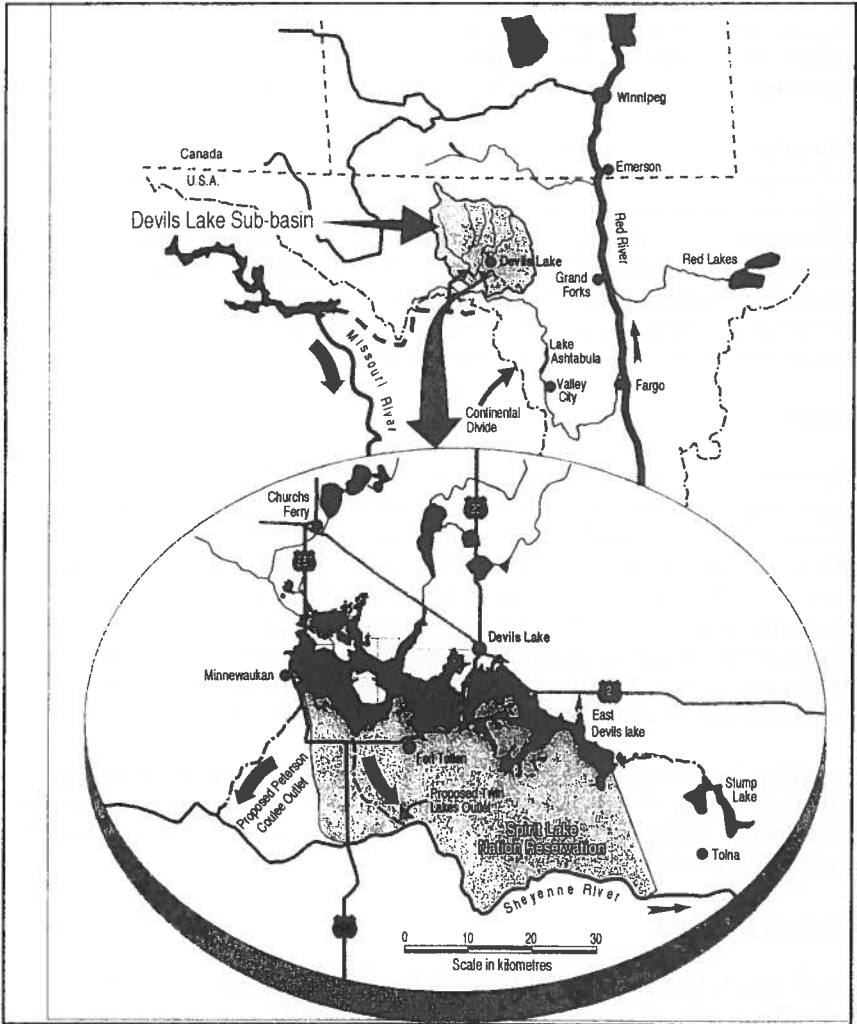 Winnipeg
Canada
U.S.A.
Emerson
Devils Lake Sub-basin
Red River
Devils Lake
Red Lakes
Grand
Forks
Missouri River
Lake
Ashtabula
Valley
City
Fargo
Continental
Divide
Churchs
Ferry
Devils Lake
Minnewaukan
2
East
Devils lake
Fort Totten
Proposed Peterson
Coulee Outlet
Proposed Twin
Lakes Outlet
Stump
Lake
Spirit Lake
Nation Reservation
Tolna
Sheyenne River
0 10 20 30
Scale in kilometres